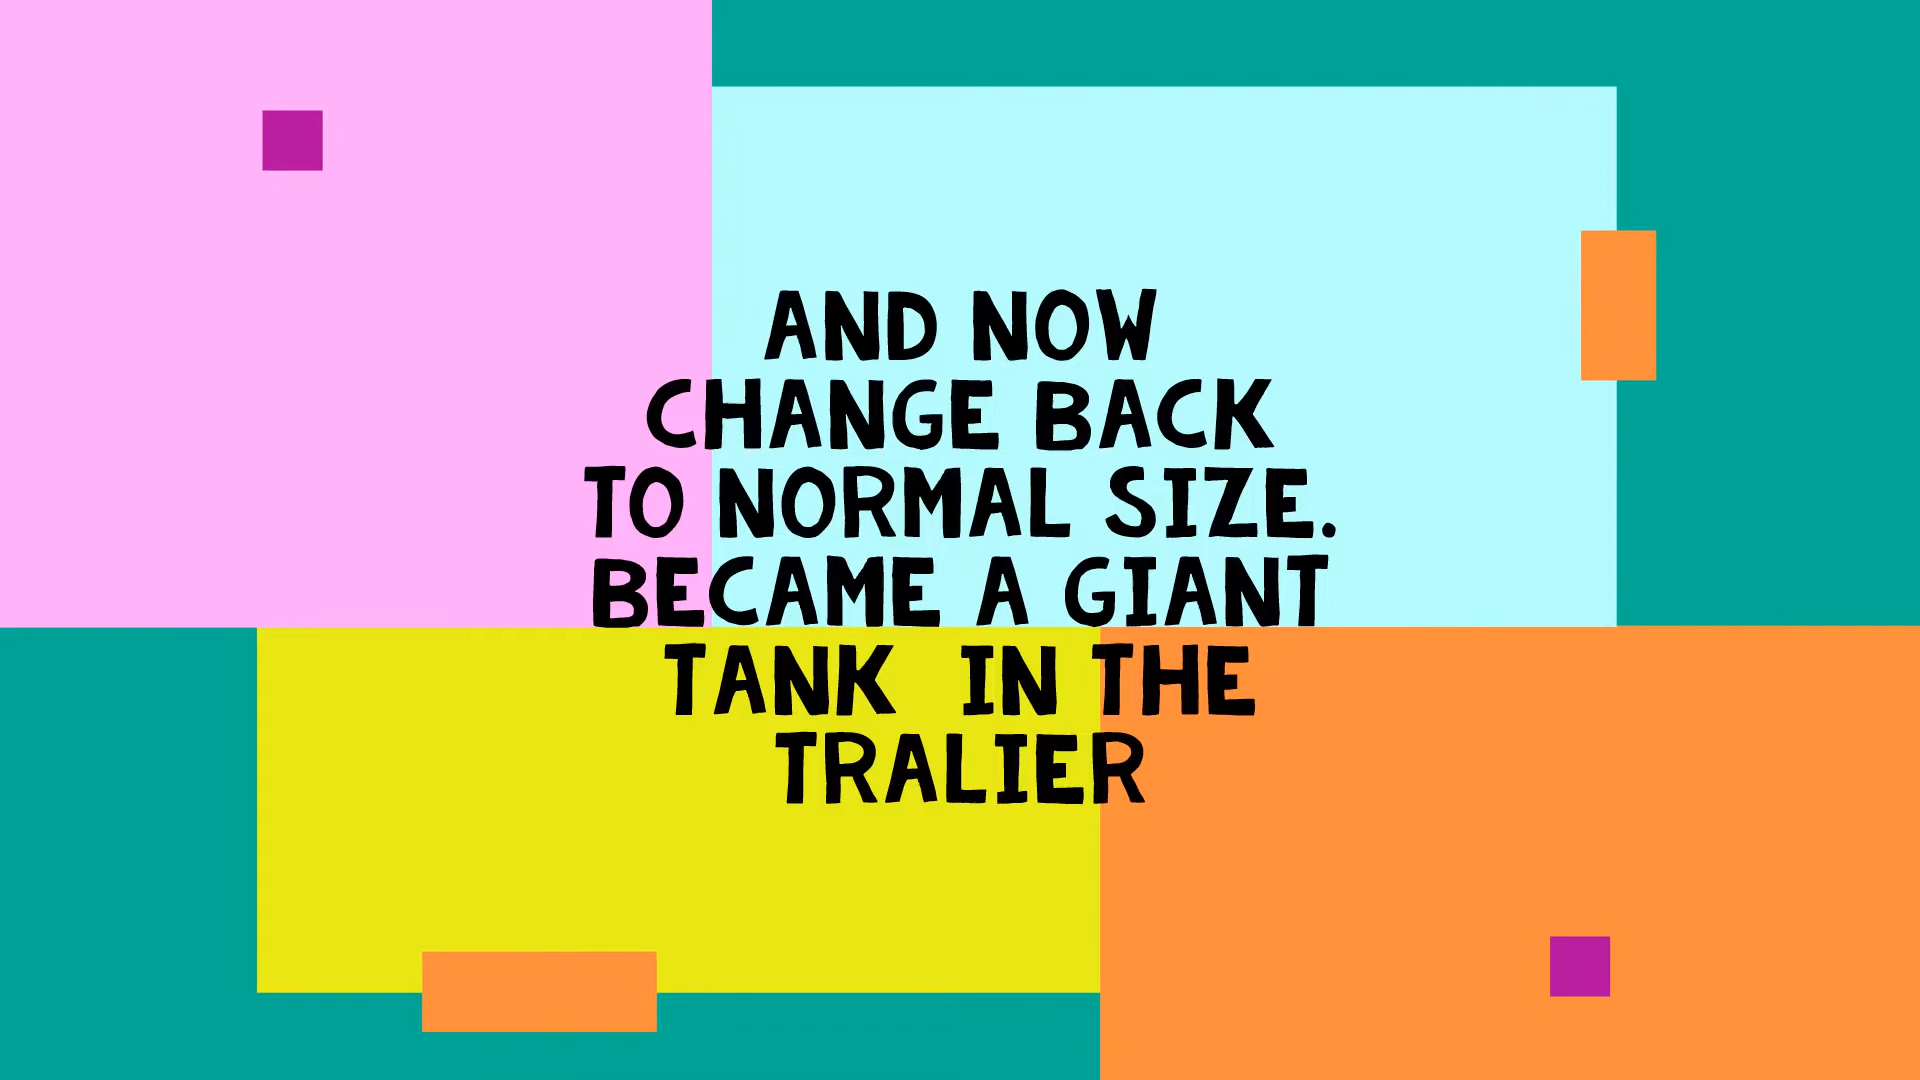 AND NOW
CHANGE BACK
TO NORMAL SIZE.
BECAME A GIANT
TANK  IN THE
TRALIER